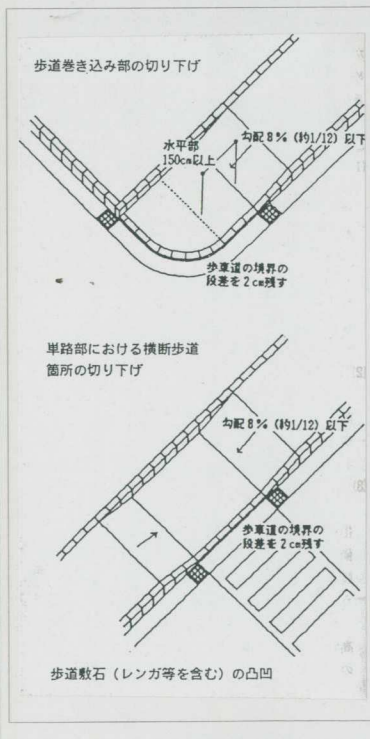 歩道巻き込み部の切り下げ
勾配8%（約1/12）以下
水平部
150cm以上
歩車道の境界の
段差を2cm残す
単路部における横断歩道
箇所の切り下げ
勾配8%（約1/12）以下
歩車道の境界の
段差を2cm残す
歩道敷石（レンガ等を含む）の凸凹